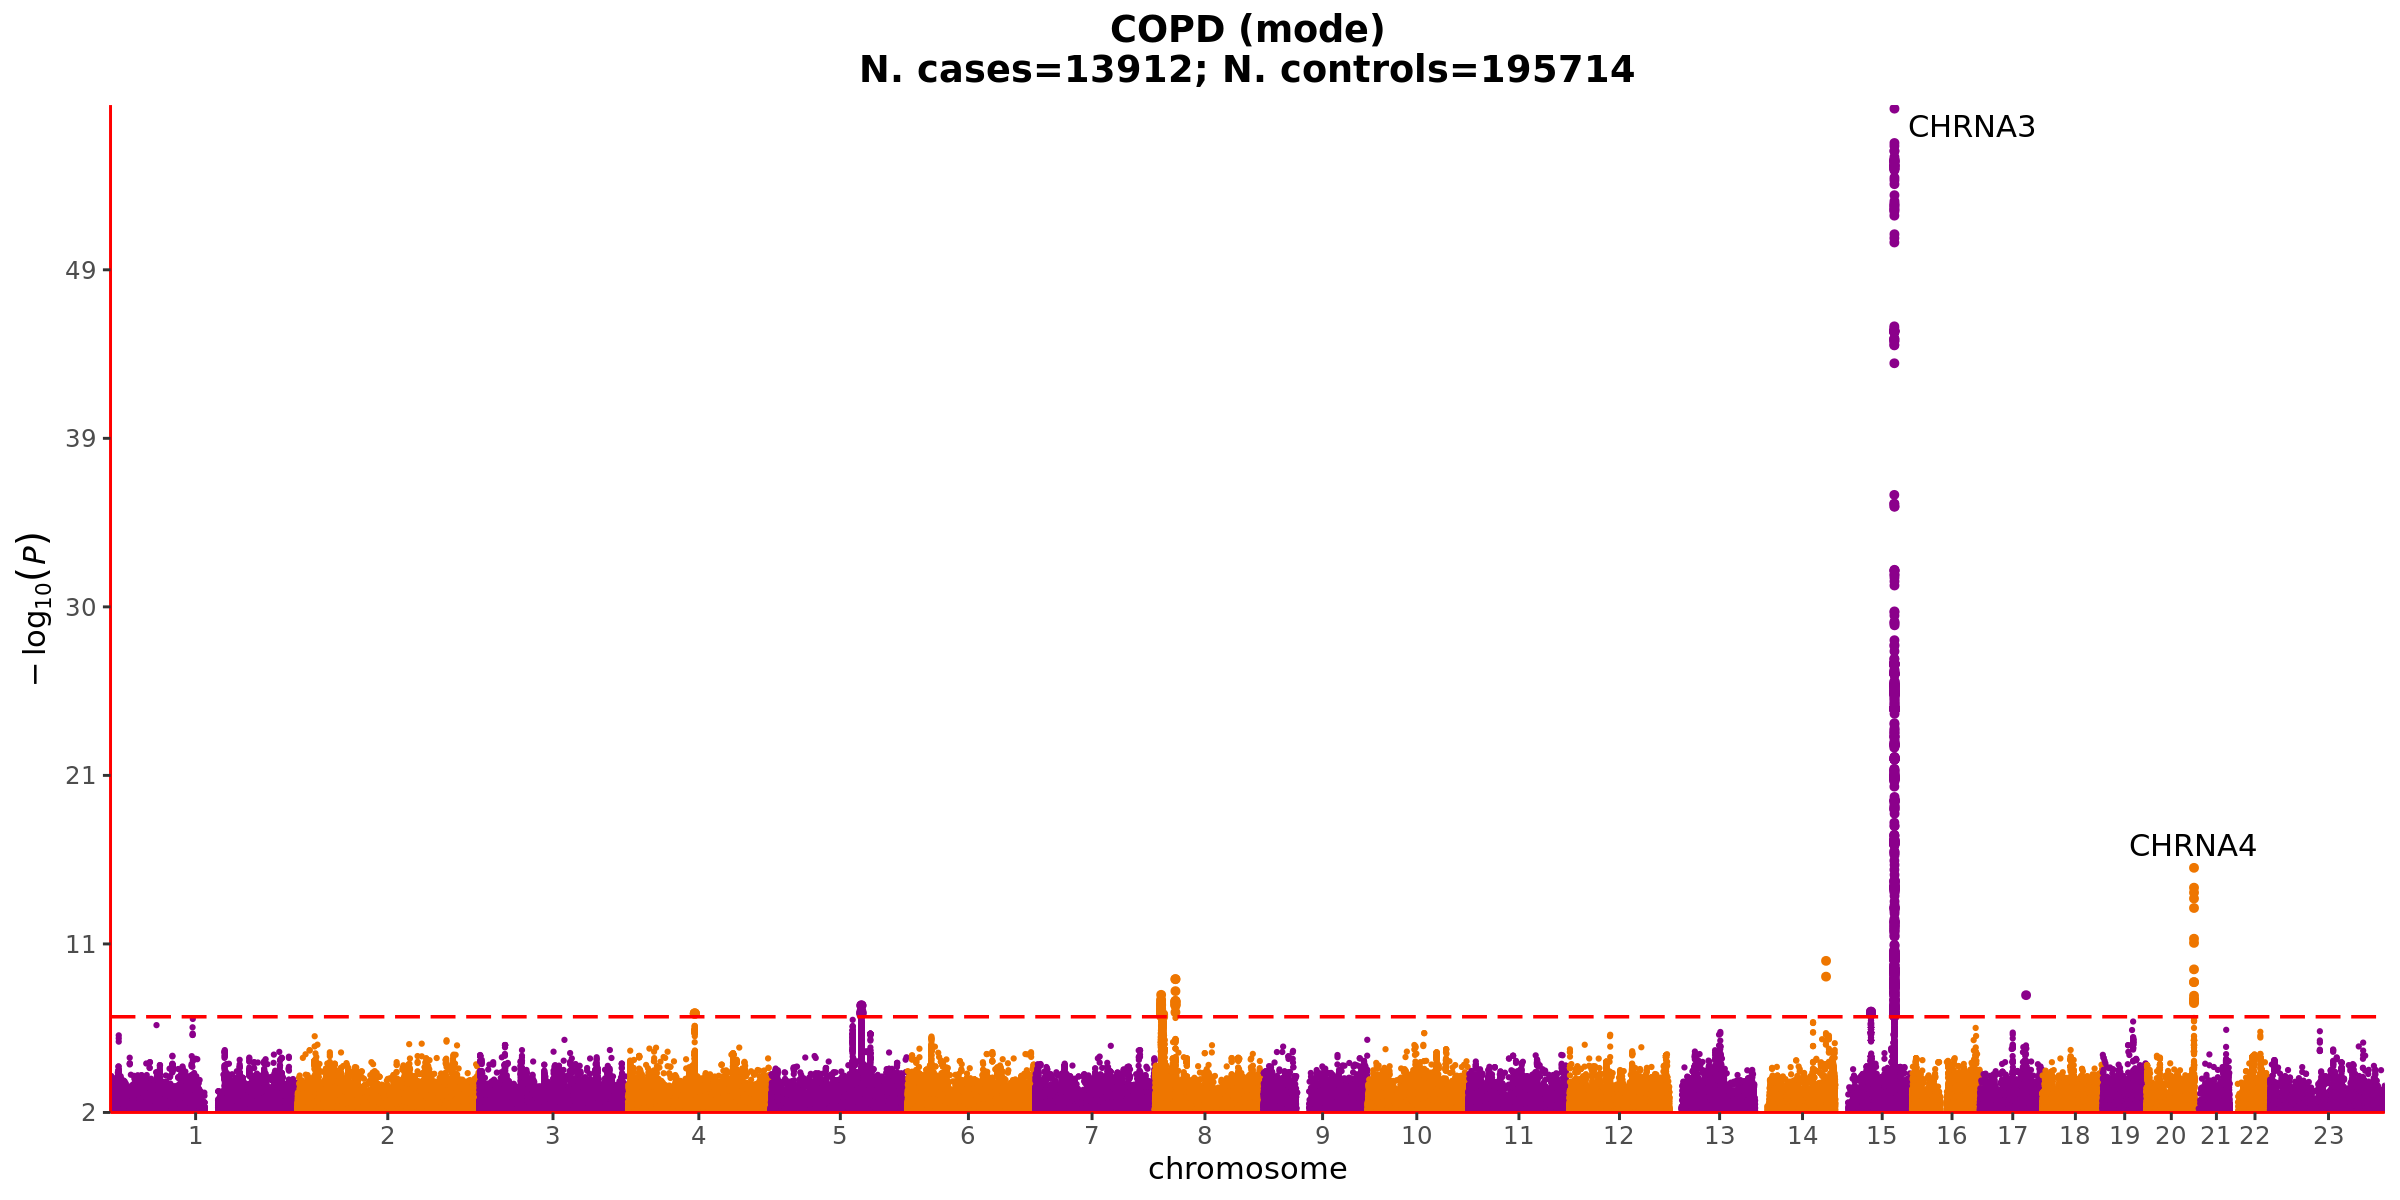 COPD (mode)
N. cases=13912; N. controls=195714
CHRNA3
49
39
−log10(P)
30
21
CHRNA4
11
2
1 2 3 4 5 6 7 8 9 10 11 12 13 14 15 16 17 18 19 20 21 22 23
chromosome